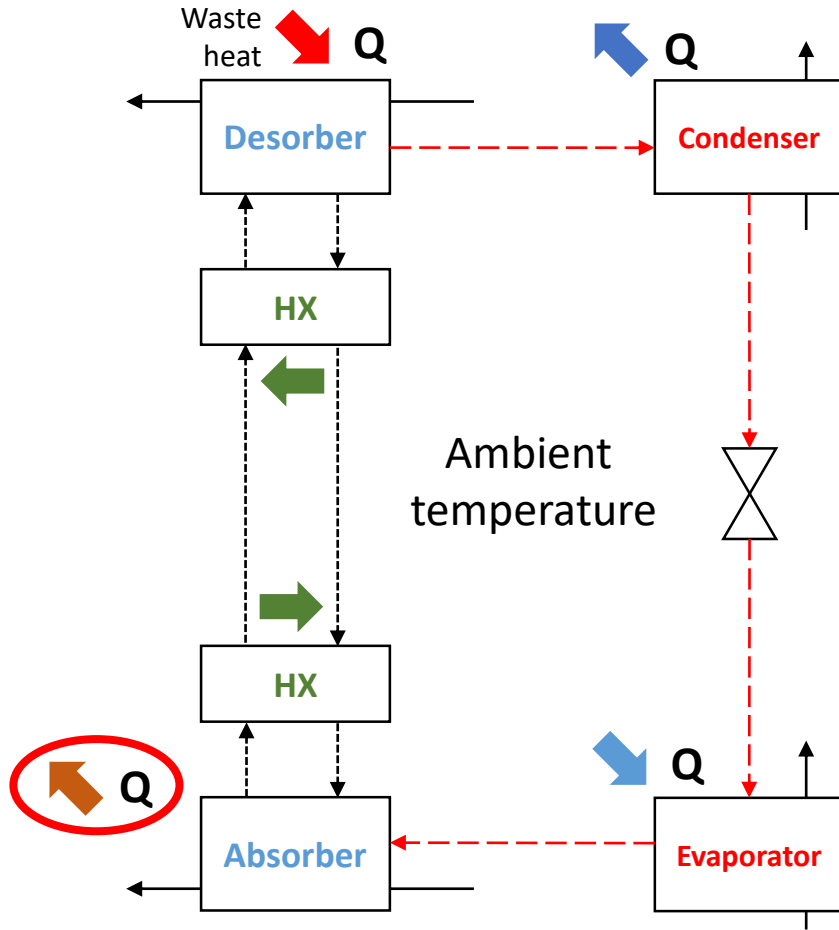 Waste
heat
Q
Q
Desorber
Condenser
HX
Ambient
temperature
HX
Q
Q
Absorber
Evaporator